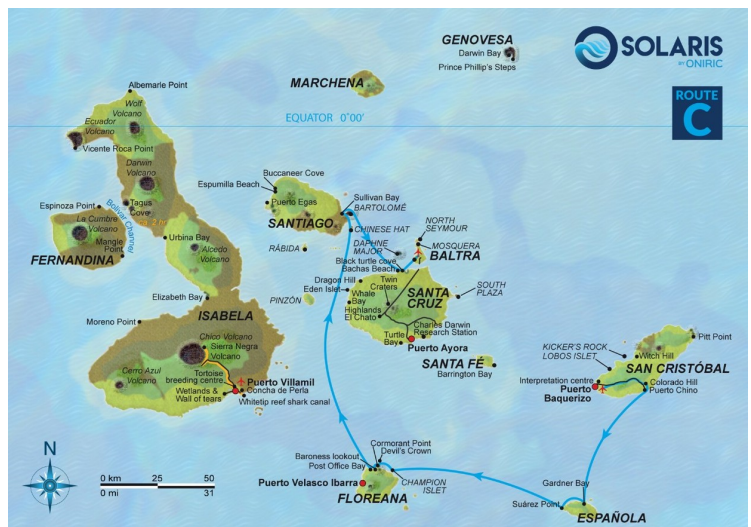 GENOVESA
Darwin Bay
Prince Phillip's Steps
SOLARIS
BY ONIRIC
MARCHENA
ROUTE
C
Albemarle Point
EQUATOR 0°00'
Wolf
Volcano
Ecuador
Volcano
Vicente Roca Point
Darwin
Volcano
Buccaneer Cove
Espumilla Beach
Puerto Egas
Sullivan Bay
BARTOLOMÉ
SANTIAGO
CHINESE HAT
Espinoza Point
Tagus
Cove
Bolivar Channel
La Cumbre
Volcano
Mangle
Point
FERNANDINA
Urbina Bay
Alcedo
Volcano
RÁBIDA
NORTH
SEYMOUR
MOSQUERA
DAPHNE
MAJOR
BALTRA
Black turtle cove
Bachas Beach
Dragon Hill
Eden Islet
Twin
Craters
Whale
Bay
SANTA
CRUZ
SOUTH
PLAZA
Highlands
El Chato
Charles Darwin
Research Station
Turtle
Bay
Puerto Ayora
PINZÓN
Elizabeth Bay
ISABELA
Moreno Point
Chico Volcano
Sierra Negra
Volcano
Cerro Azul
Volcano
Tortoise
breeding centre
Puerto Villamil
Wetlands &
Wall of tears
Concha de Perla
Whitetip reef shark canal
SANTA FÉ
Barrington Bay
Pitt Point
KICKER'S ROCK
LOBOS ISLET
Witch Hill
SAN CRISTÓBAL
Interpretation centre
Puerto
Baquerizo
Colorado Hill
Puerto Chino
N
0 km 25 50
0 mi 31
Cormorant Point
Devil's Crown
Baroness lookout
Post Office Bay
Puerto Velasco Ibarra
CHAMPION
ISLET
FLOREANA
Gardner Bay
Suárez Point
ESPAÑOLA